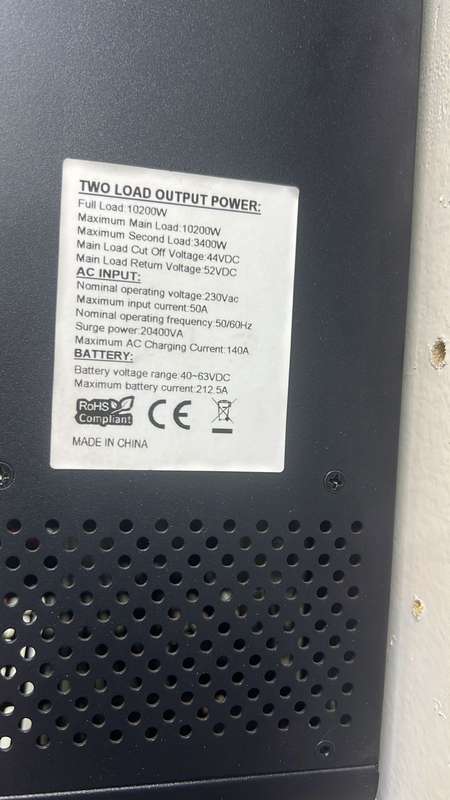 TWO LOAD OUTPUT POWER:
Full Load:10200W
Maximum Main Load:10200W
Maximum Second Load:3400W
Main Load Cut Off Voltage:44VDC
Main Load Return Voltage:52VDC
AC INPUT:
Nominal operating voltage:230Vac
Maximum input current:50A
Nominal operating frequency:50/60Hz
Surge power:20400VA
Maximum AC Charging Current:140A
BATTERY:
Battery voltage range:40~63VDC
Maximum battery current:212.5A
RoHS
Compliant
CE
MADE IN CHINA